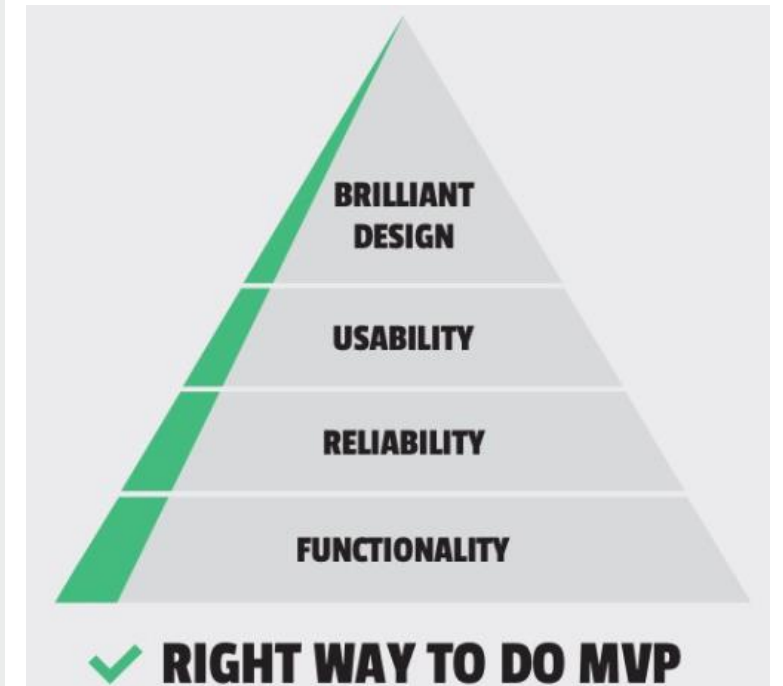 BRILLIANT
DESIGN
USABILITY
RELIABILITY
FUNCTIONALITY
RIGHT WAY TO DO MVP